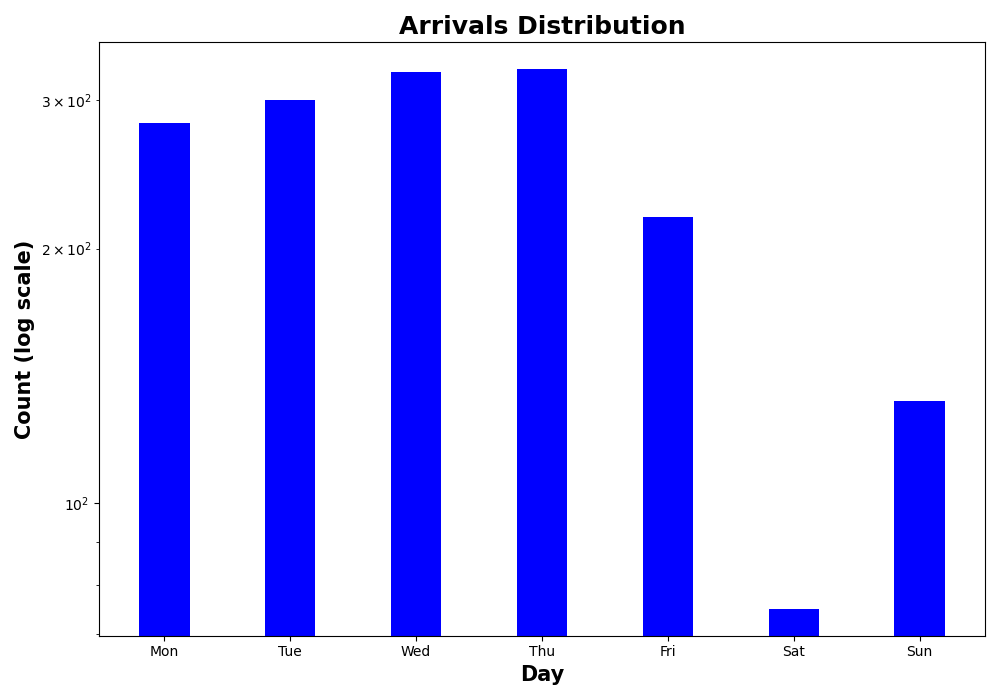 Arrivals Distribution
Count (log scale)
3 × 10²
2 × 10²
10²
Mon Tue Wed Thu Fri Sat Sun
Day